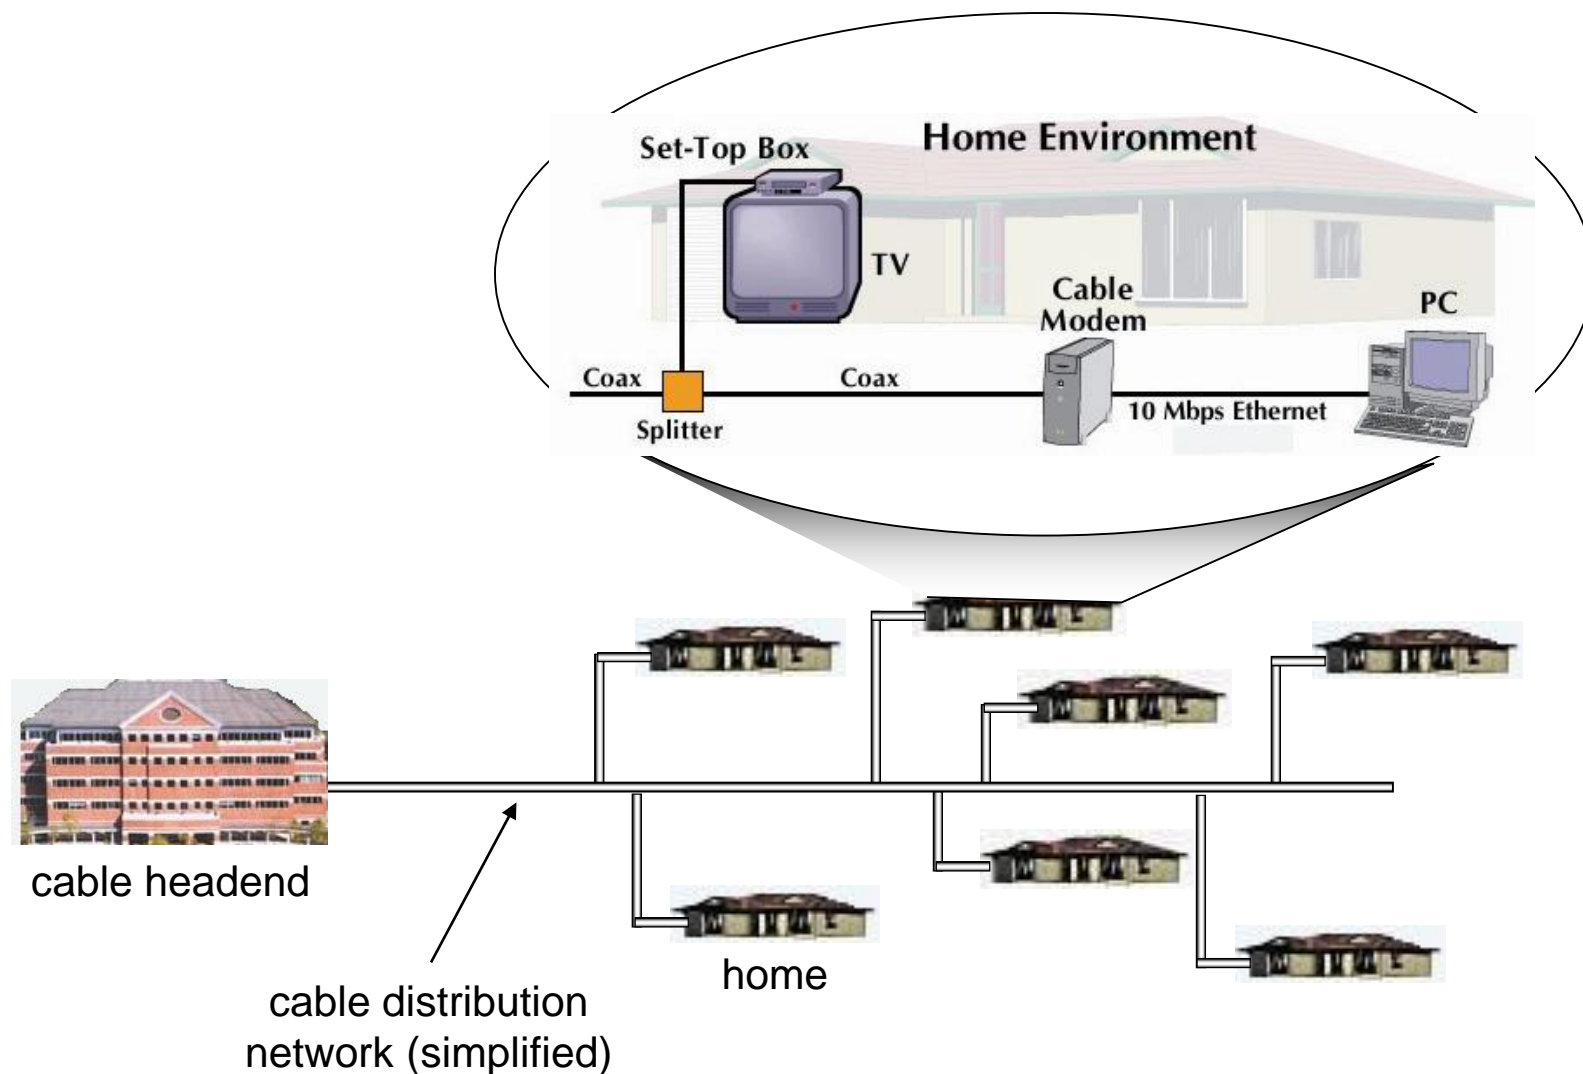 Home Environment
Set-Top Box
TV
Cable
Modem
PC
Coax
Coax
10 Mbps Ethernet
Splitter
cable headend
home
cable distribution
network (simplified)